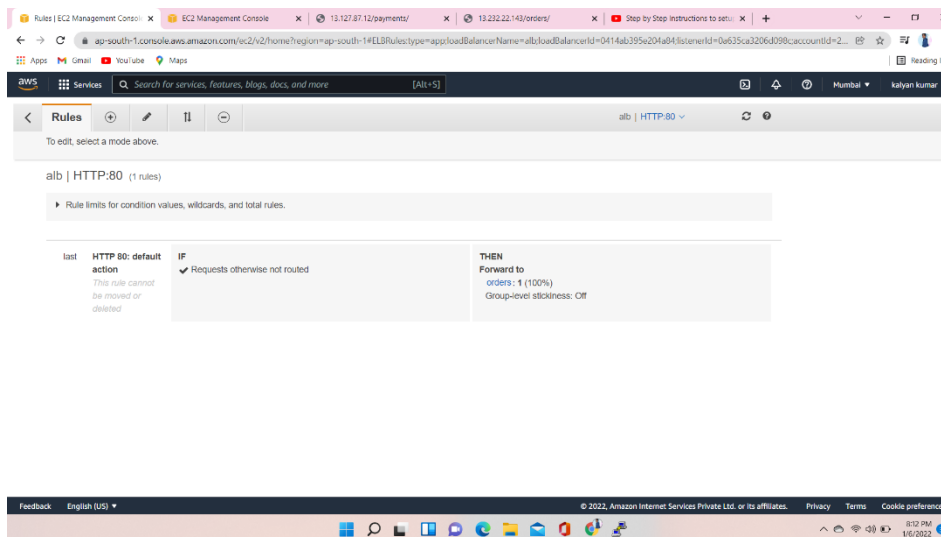 Rules | EC2 Management Consol
EC2 Management Console
13.127.87.12/payments/
13.232.22.143/orders/
Step by Step Instructions to setu
ap-south-1.console.aws.amazon.com/ec2/v2/home?region=ap-south-1#ELBRules:type=app;loadBalancerName=alb;loadBalancerId=0414ab395e204a84;listenerId=0a635ca3206d098c;accountId=2...
Apps
Gmail
YouTube
Maps
Reading l
aws
Services
Search for services, features, blogs, docs, and more
[Alt+S]
Mumbai ▼
kalyan kumar
Rules
alb | HTTP:80
To edit, select a mode above.
alb | HTTP:80 (1 rules)
Rule limits for condition values, wildcards, and total rules.
last
HTTP 80: default
action
This rule cannot
be moved or
deleted
IF
Requests otherwise not routed
THEN
Forward to
orders: 1 (100%)
Group-level stickiness: Off
Feedback
English (US) ▼
© 2022, Amazon Internet Services Private Ltd. or its affiliates.
Privacy
Terms
Cookie preference
8:12 PM
1/6/2022